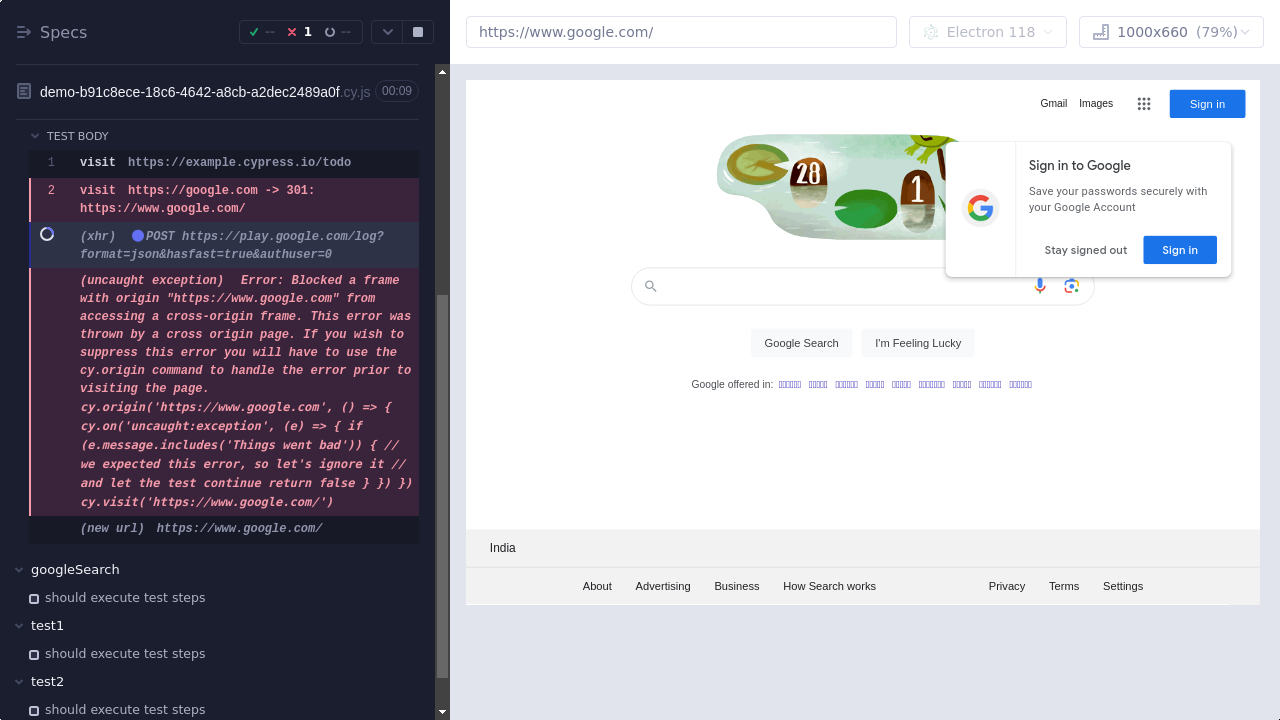 Specs
--
1
--
demo-b91c8ece-18c6-4642-a8cb-a2dec2489a0f.cy.js
00:09
TEST BODY
1 visit https://example.cypress.io/todo
2 visit https://google.com -> 301:
https://www.google.com/
(xhr) POST https://play.google.com/log?
format=json&hasfast=true&authuser=0
(uncaught exception) Error: Blocked a frame
with origin "https://www.google.com" from
accessing a cross-origin frame. This error was
thrown by a cross origin page. If you wish to
suppress this error you will have to use the
cy.origin command to handle the error prior to
visiting the page.
cy.origin('https://www.google.com', () => {
cy.on('uncaught:exception', (e) => { if
(e.message.includes('Things went bad')) { //
we expected this error, so let's ignore it //
and let the test continue return false } }) })
cy.visit('https://www.google.com/')
(new url) https://www.google.com/
googleSearch
should execute test steps
test1
should execute test steps
test2
should execute test steps
https://www.google.com/
Electron 118
1000x660 (79%)
Gmail Images
Sign in
28
1
Sign in to Google
Save your passwords securely with
your Google Account
Stay signed out
Sign in
Google Search
I'm Feeling Lucky
Google offered in:
India
About Advertising Business How Search works
Privacy Terms Settings